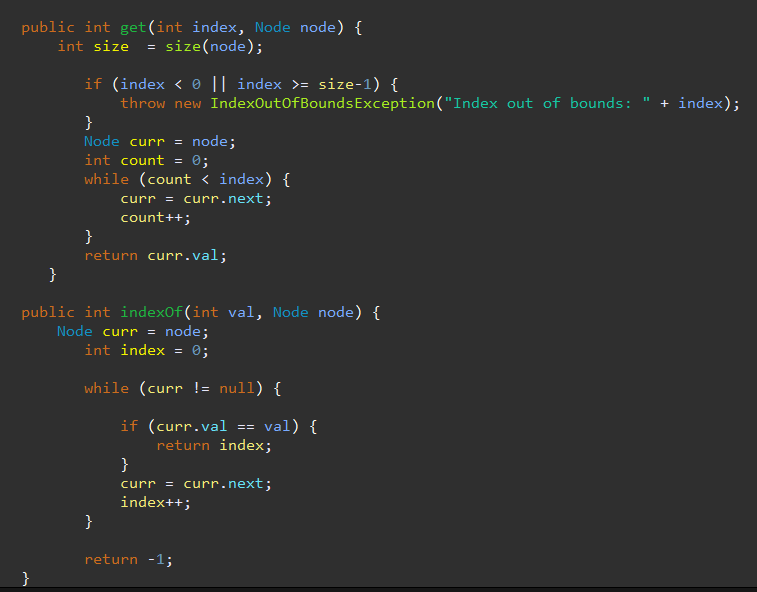 public int get(int index, Node node) {
    int size  = size(node);

       if (index < 0 || index >= size-1) {
           throw new IndexOutOfBoundsException("Index out of bounds: " + index);
       }
       Node curr = node;
       int count = 0;
       while (count < index) {
           curr = curr.next;
           count++;
       }
       return curr.val;
   }

public int indexOf(int val, Node node) {
    Node curr = node;
       int index = 0;

       while (curr != null) {

           if (curr.val == val) {
               return index;
           }
           curr = curr.next;
           index++;
       }

       return -1;
}